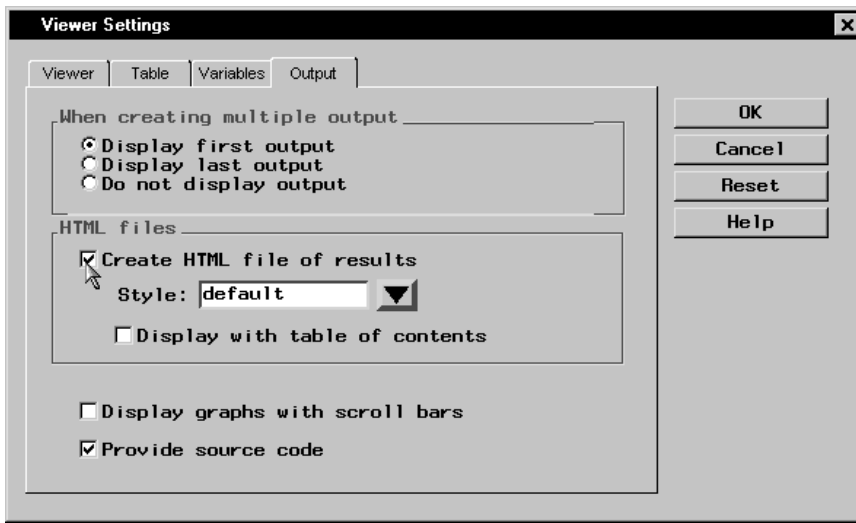 Viewer Settings
Viewer Table Variables Output
When creating multiple output
Display first output
Display last output
Do not display output
HTML files
Create HTML file of results
Style: default
Display with table of contents
Display graphs with scroll bars
Provide source code
OK
Cancel
Reset
Help